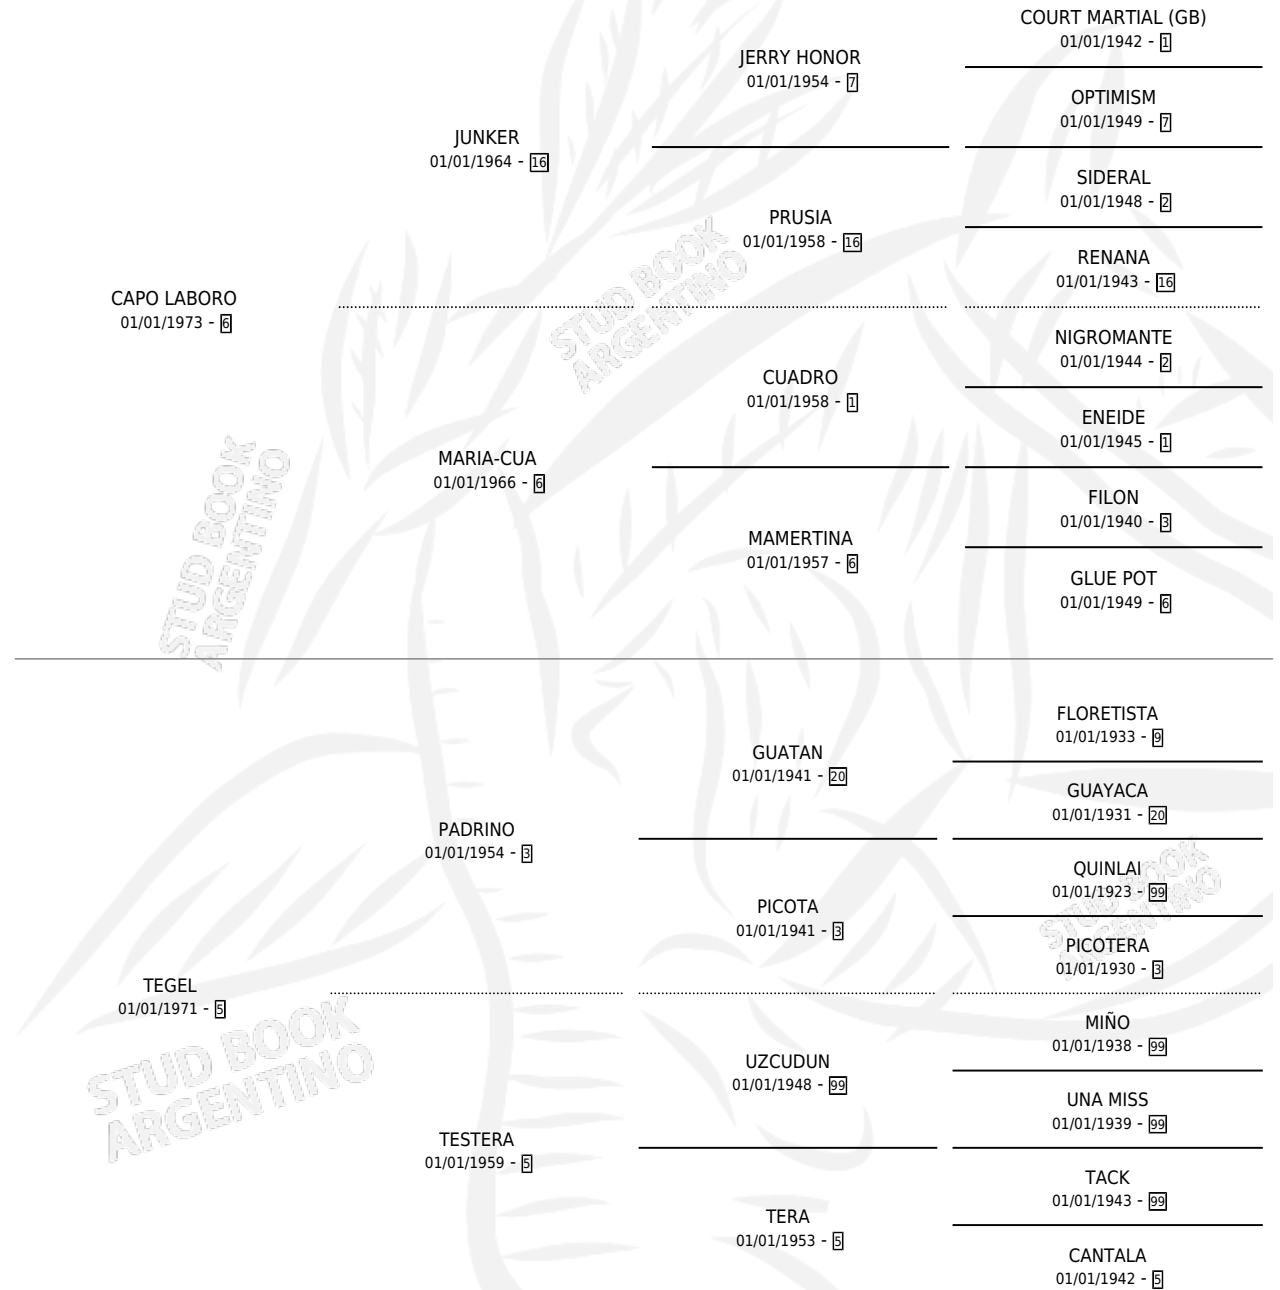 COURT MARTIAL (GB)
01/01/1942 - 1
JERRY HONOR
01/01/1954 - 7
OPTIMISM
01/01/1949 - 7
JUNKER
01/01/1964 - 16
SIDERAL
01/01/1948 - 2
PRUSIA
01/01/1958 - 16
RENANA
01/01/1943 - 16
CAPO LABORO
01/01/1973 - 6
NIGROMANTE
01/01/1944 - 2
CUADRO
01/01/1958 - 1
ENEIDE
01/01/1945 - 1
MARIA-CUA
01/01/1966 - 6
FILON
01/01/1940 - 3
MAMERTINA
01/01/1957 - 6
GLUE POT
01/01/1949 - 6
STUD BOOK
ARGENTINO
STUD BOOK
ARGENTINO
FLORETISTA
01/01/1933 - 9
GUATAN
01/01/1941 - 20
GUAYACA
01/01/1931 - 20
PADRINO
01/01/1954 - 3
QUINLAI
01/01/1923 - 99
PICOTA
01/01/1941 - 3
PICOTERA
01/01/1930 - 3
TEGEL
01/01/1971 - 5
MIÑO
01/01/1938 - 99
UZCUDUN
01/01/1948 - 99
UNA MISS
01/01/1939 - 99
TESTERA
01/01/1959 - 5
TACK
01/01/1943 - 99
TERA
01/01/1953 - 5
CANTALA
01/01/1942 - 5
STUD BOOK
ARGENTINO
STUD BOOK
ARGENTINO